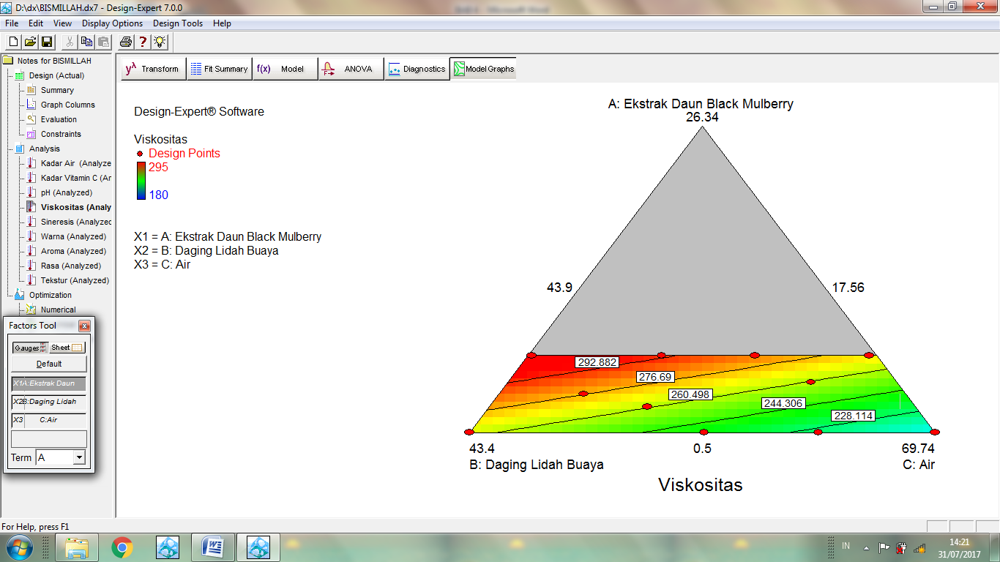 D:\dx\BISMILLAH.dx7 - Design-Expert 7.0.0
File Edit View Display Options Design Tools Help
Notes for BISMILLAH
Design (Actual)
Summary
Graph Columns
Evaluation
Constraints
Analysis
Kadar Air (Analyze
Kadar Vitamin C (Ar
pH (Analyzed)
Viskositas (Analy
Sineresis (Analyzed
Warna (Analyzed)
Aroma (Analyzed)
Rasa (Analyzed)
Tekstur (Analyzed)
Optimization
Numerical
Factors Tool
Gauges Sheet
Default
X1A:Ekstrak Daun
X2B:Daging Lidah
X3 C:Air
Term A
yλ Transform Fit Summary f(x) Model F ANOVA Diagnostics Model Graphs
Design-Expert® Software
Viskositas
Design Points
295
180
X1 = A: Ekstrak Daun Black Mulberry
X2 = B: Daging Lidah Buaya
X3 = C: Air
A: Ekstrak Daun Black Mulberry
26.34
43.9 17.56
292.882
276.69
260.498
244.306
228.114
43.4 0.5 69.74
B: Daging Lidah Buaya C: Air
Viskositas
For Help, press F1
IN
14:21
31/07/2017